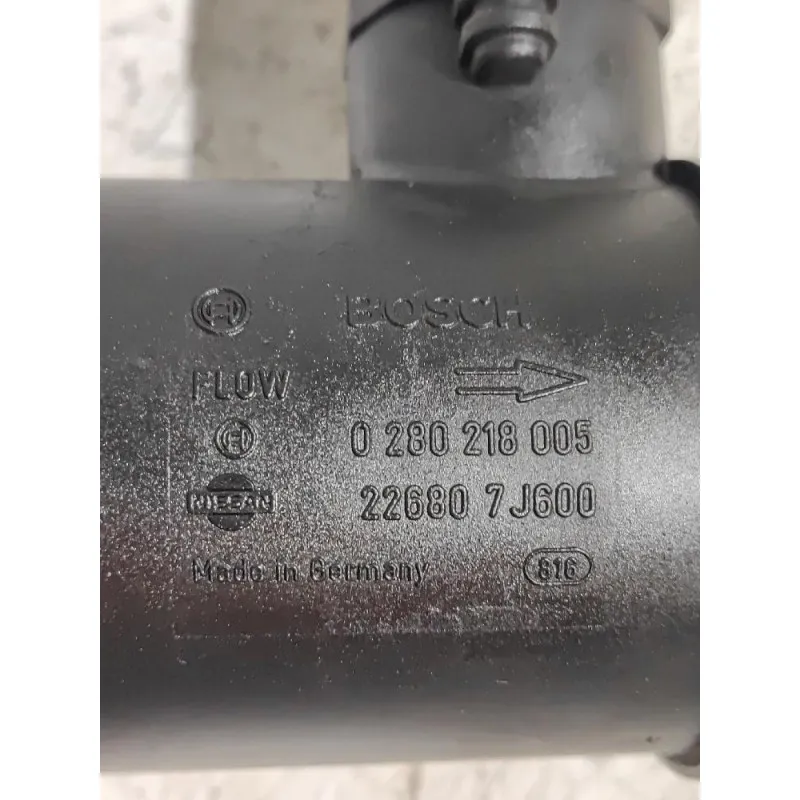 BOSCH
FLOW
0 280 218 005
NISSAN
22680 7J600
Made in Germany 816